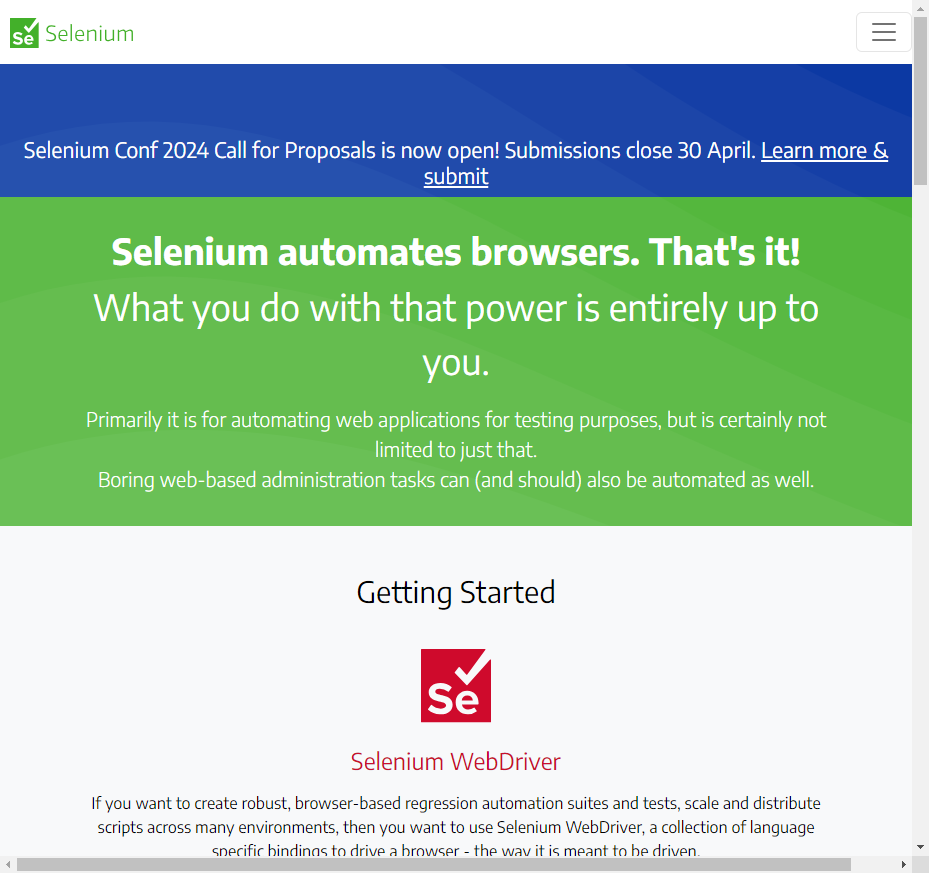 Se Selenium
Selenium Conf 2024 Call for Proposals is now open! Submissions close 30 April. Learn more &
submit
Selenium automates browsers. That's it!
What you do with that power is entirely up to
you.
Primarily it is for automating web applications for testing purposes, but is certainly not
limited to just that.
Boring web-based administration tasks can (and should) also be automated as well.
Getting Started
Se
Selenium WebDriver
If you want to create robust, browser-based regression automation suites and tests, scale and distribute
scripts across many environments, then you want to use Selenium WebDriver, a collection of language
specific bindings to drive a browser - the way it is meant to be driven.